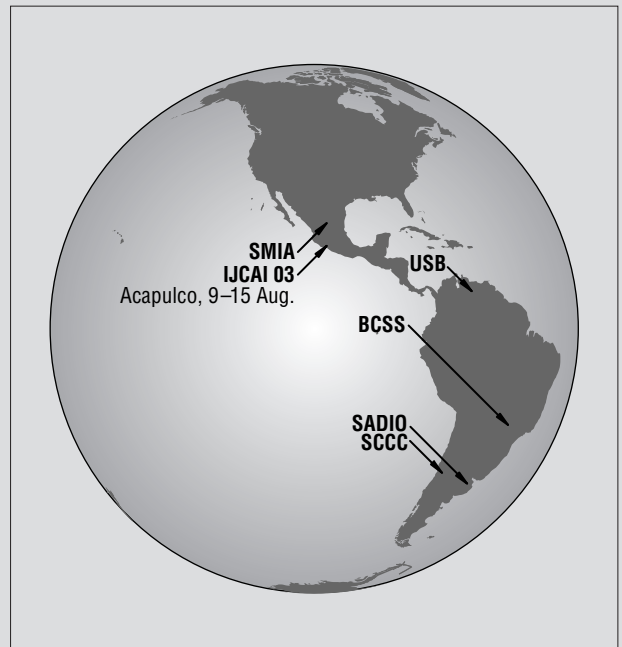 SMIA
IJCAI 03
Acapulco, 9–15 Aug.
USB
BCSS
SADIO
SCCC